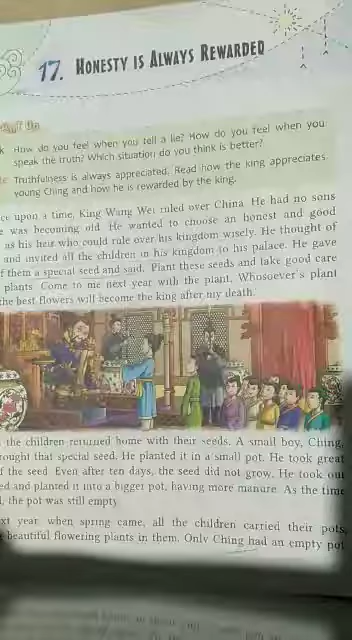 17. HONESTY IS ALWAYS REWARDED
How do you feel when you tell a lie? How do you feel when you
speak the truth? Which situation do you think is better?
Truthfulness is always appreciated. Read how the king appreciates
young Ching and how he is rewarded by the king.
upon a time, King Wang Wei ruled over China. He had no sons
was becoming old. He wanted to choose an honest and good
as his heir who could rule over his kingdom wisely. He thought of
and invited all the children in his kingdom to his palace. He gave
them a special seed and said, Plant these seeds and take good care
plants. Come to me next year with the plant. Whosoever's plant
the best flowers will become the king after my death.
the children returned home with their seeds. A small boy, Ching,
that special seed. He planted it in a small pot. He took great
the seed. Even after ten days, the seed did not grow. He took out
and planted it into a bigger pot, having more manure. As the time
the pot was still empty.
year when spring came, all the children carried their pots,
beautiful flowering plants in them. Only Ching had an empty pot